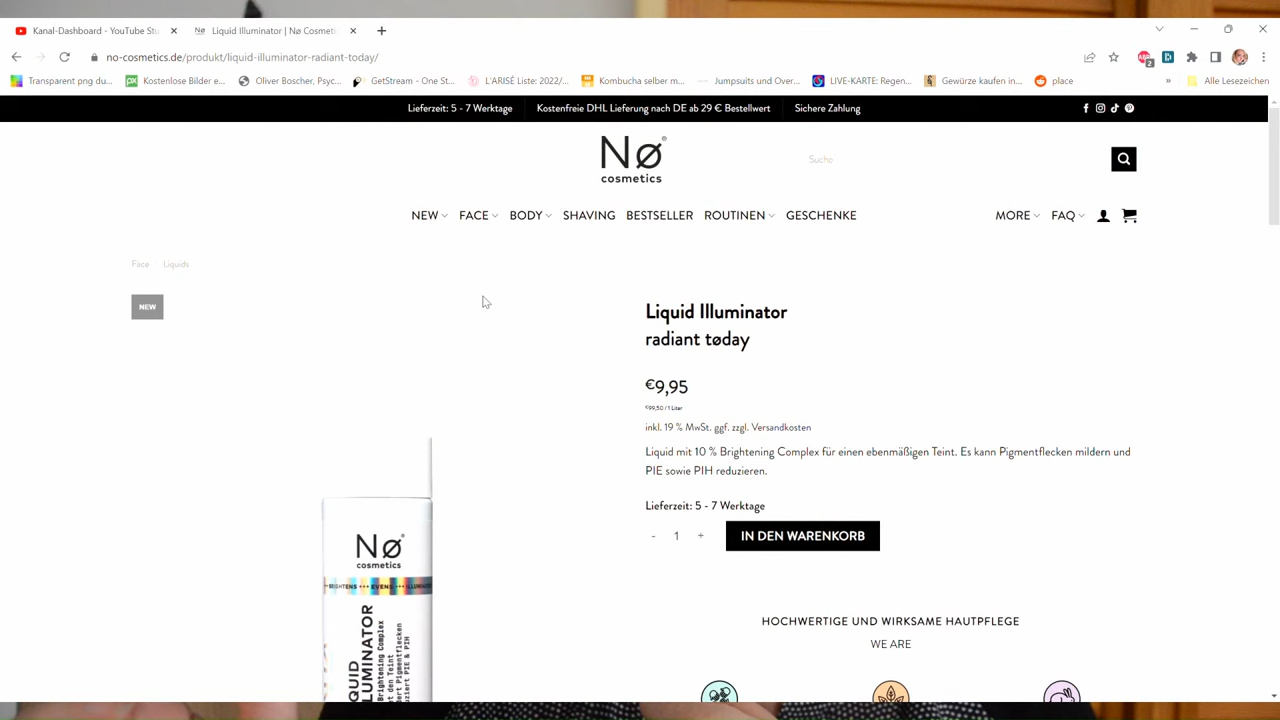 Kanal-Dashboard - YouTube Stu
Liquid Illuminator | Nø Cosmeti
no-cosmetics.de/produkt/liquid-illuminator-radiant-today/
2
Transparent png du...
px Kostenlose Bilder e...
Oliver Boscher, Psyc...
GetStream - One St...
L'ARISÉ Liste: 2022/...
Kombucha selber m...
Jumpsuits und Over...
LIVE-KARTE: Regen...
Gewürze kaufen in...
place
»
Alle Lesezeichen
Lieferzeit: 5 - 7 Werktage
Kostenfreie DHL Lieferung nach DE ab 29 € Bestellwert
Sichere Zahlung
Nø®
cosmetics
Suche
NEW FACE BODY SHAVING BESTSELLER ROUTINEN GESCHENKE
MORE FAQ
Face Liquids
NEW
Liquid Illuminator
radiant tøday
€9,95
€99,50 / 1 Liter
inkl. 19 % MwSt. ggf. zzgl. Versandkosten
Liquid mit 10 % Brightening Complex für einen ebenmäßigen Teint. Es kann Pigmentflecken mildern und
PIE sowie PIH reduzieren.
Lieferzeit: 5 - 7 Werktage
- 1 +
IN DEN WARENKORB
HOCHWERTIGE UND WIRKSAME HAUTPFLEGE
WE ARE
Nø®
cosmetics
BRIGHTENS +++ EVENS +++